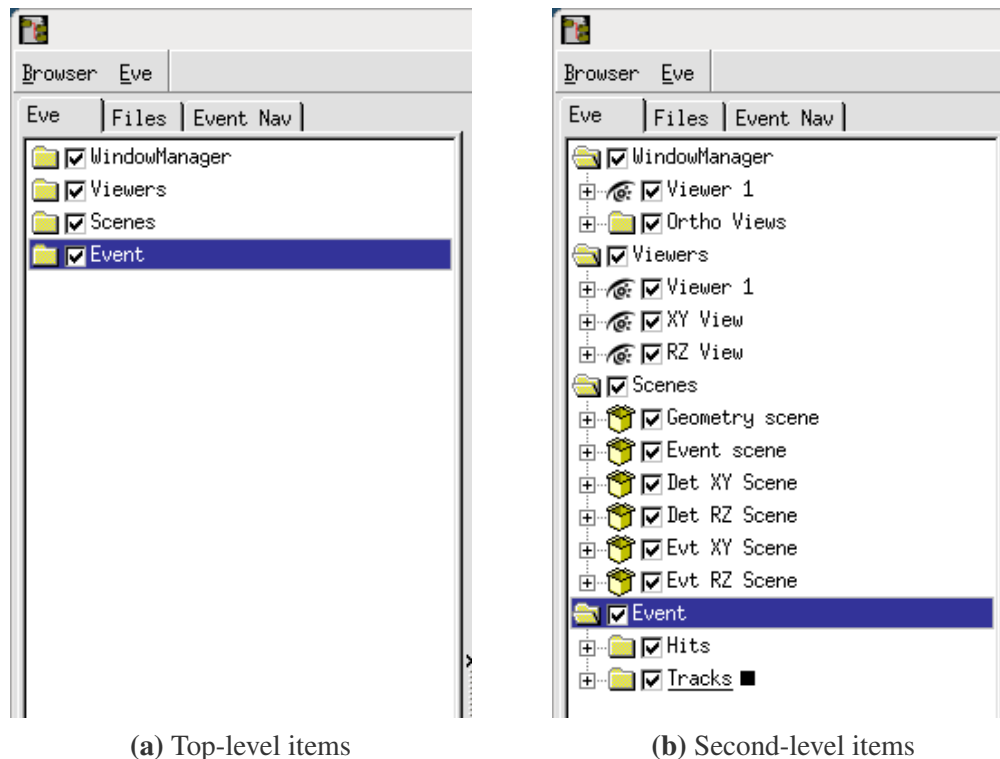 Browser Eve
Eve Files Event Nav
WindowManager
Viewers
Scenes
Event
(a) Top-level items
Browser Eve
Eve Files Event Nav
WindowManager
Viewer 1
Ortho Views
Viewers
Viewer 1
XY View
RZ View
Scenes
Geometry scene
Event scene
Det XY Scene
Det RZ Scene
Evt XY Scene
Evt RZ Scene
Event
Hits
Tracks
(b) Second-level items